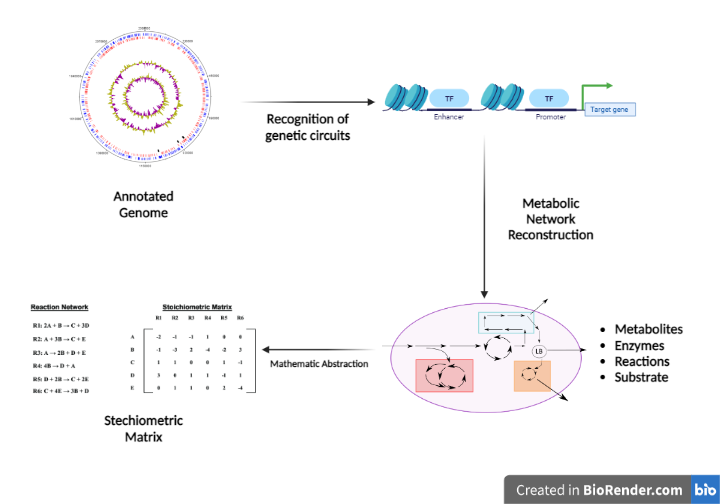 Annotated
Genome
Recognition of
genetic circuits
TF
TF
Enhancer
Promoter
Target gene
Metabolic
Network
Reconstruction
LB
Metabolites
Enzymes
Reactions
Substrate
Mathematic Abstraction
Reaction Network
R1: 2A + B → C + 3D
R2: A + 3B → C + E
R3: A → 2B + D + E
R4: 4B → D + A
R5: D + 2B → C + 2E
R6: C + 4E → 3B + D
Stoichiometric Matrix
R1 R2 R3 R4 R5 R6
A -2 -1 -1 1 0 0
B -1 -3 2 -4 -2 3
C 1 1 0 0 1 -1
D 3 0 1 1 -1 1
E 0 1 1 0 2 -4
Stechiometric
Matrix
Created in BioRender.com bio